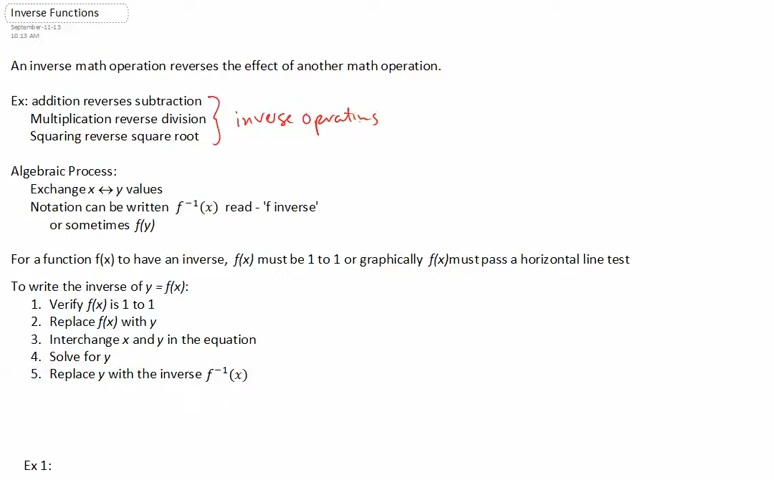 Inverse Functions
September-11-13
10:13 AM
An inverse math operation reverses the effect of another math operation.
Ex: addition reverses subtraction
Multiplication reverse division
Squaring reverse square root
inverse operations
Algebraic Process:
Exchange x ↔ y values
Notation can be written f⁻¹(x) read - 'f inverse'
or sometimes f(y)
For a function f(x) to have an inverse, f(x) must be 1 to 1 or graphically f(x)must pass a horizontal line test
To write the inverse of y = f(x):
1. Verify f(x) is 1 to 1
2. Replace f(x) with y
3. Interchange x and y in the equation
4. Solve for y
5. Replace y with the inverse f⁻¹(x)
Ex 1: